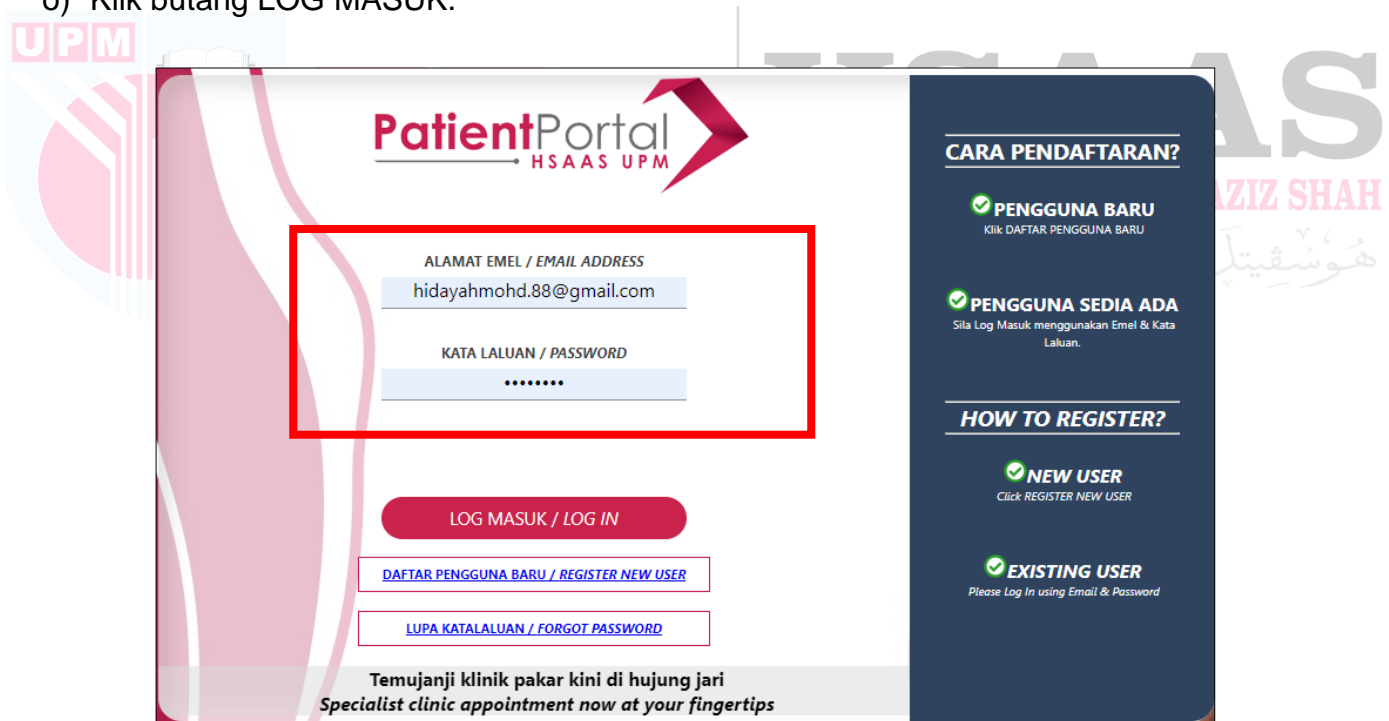 Klik butang LOG MASUK.
UPM
PatientPortal
HSAAS UPM
ALAMAT EMEL / EMAIL ADDRESS
hidayahmohd.88@gmail.com
KATA LALUAN / PASSWORD
••••••••
LOG MASUK / LOG IN
DAFTAR PENGGUNA BARU / REGISTER NEW USER
LUPA KATALALUAN / FORGOT PASSWORD
Temujanji klinik pakar kini di hujung jari
Specialist clinic appointment now at your fingertips
CARA PENDAFTARAN?
PENGGUNA BARU
Klik DAFTAR PENGGUNA BARU
PENGGUNA SEDIA ADA
Sila Log Masuk menggunakan Emel & Kata
Laluan.
HOW TO REGISTER?
NEW USER
Click REGISTER NEW USER
EXISTING USER
Please Log In using Email & Password
AZIZ SHAH